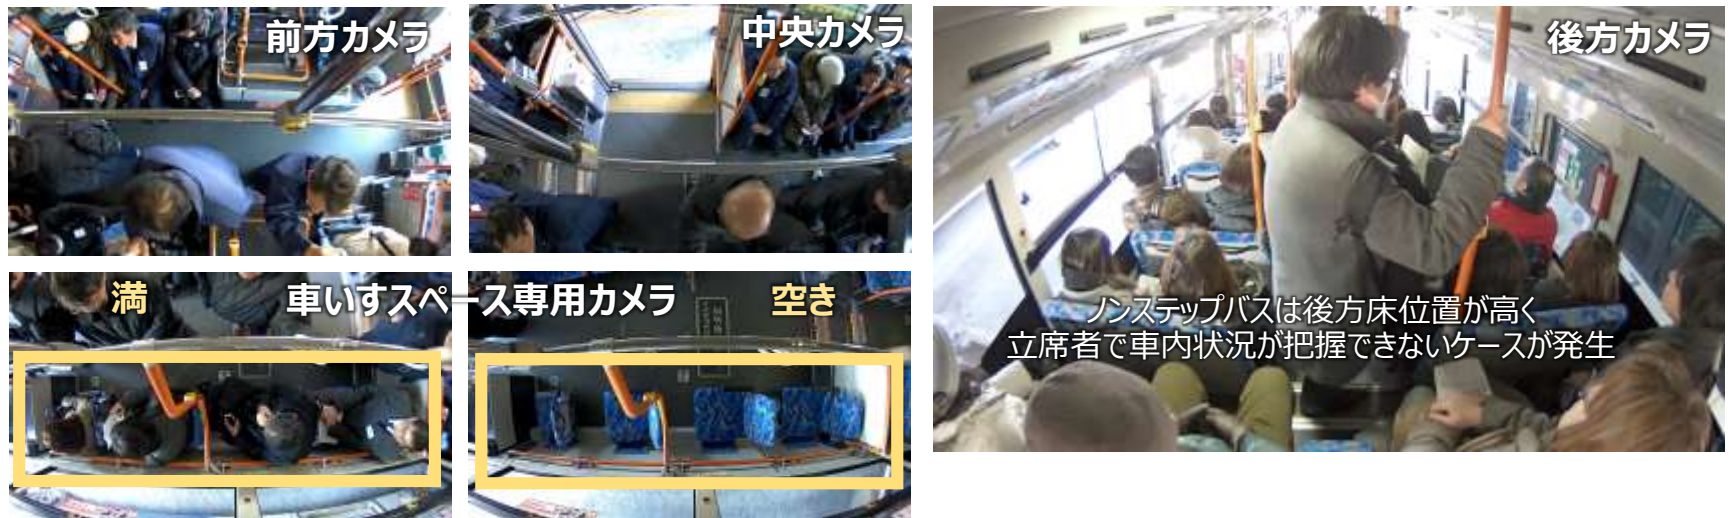 前方カメラ
中央カメラ
後方カメラ
満
車いすスペース専用カメラ
空き
ノンステップバスは後方床位置が高く
立席者で車内状況が把握できないケースが発生